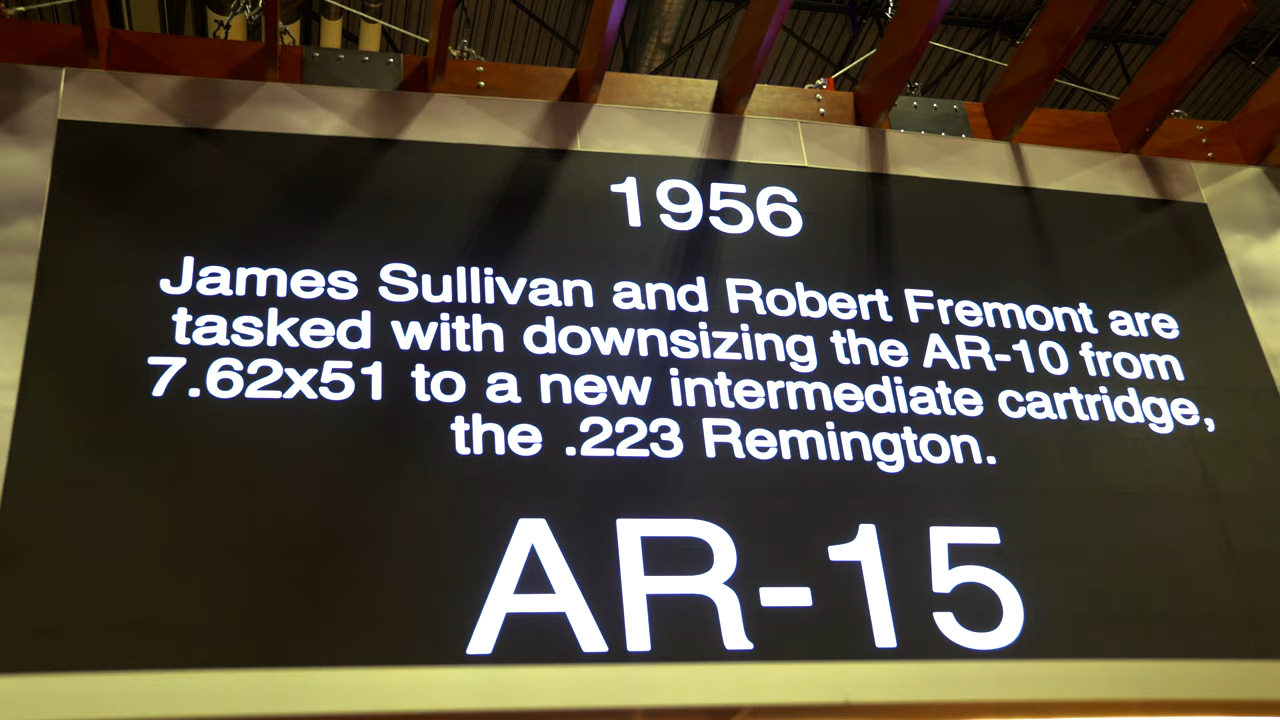 1956
James Sullivan and Robert Fremont are
tasked with downsizing the AR-10 from
7.62x51 to a new intermediate cartridge,
the .223 Remington.
AR-15